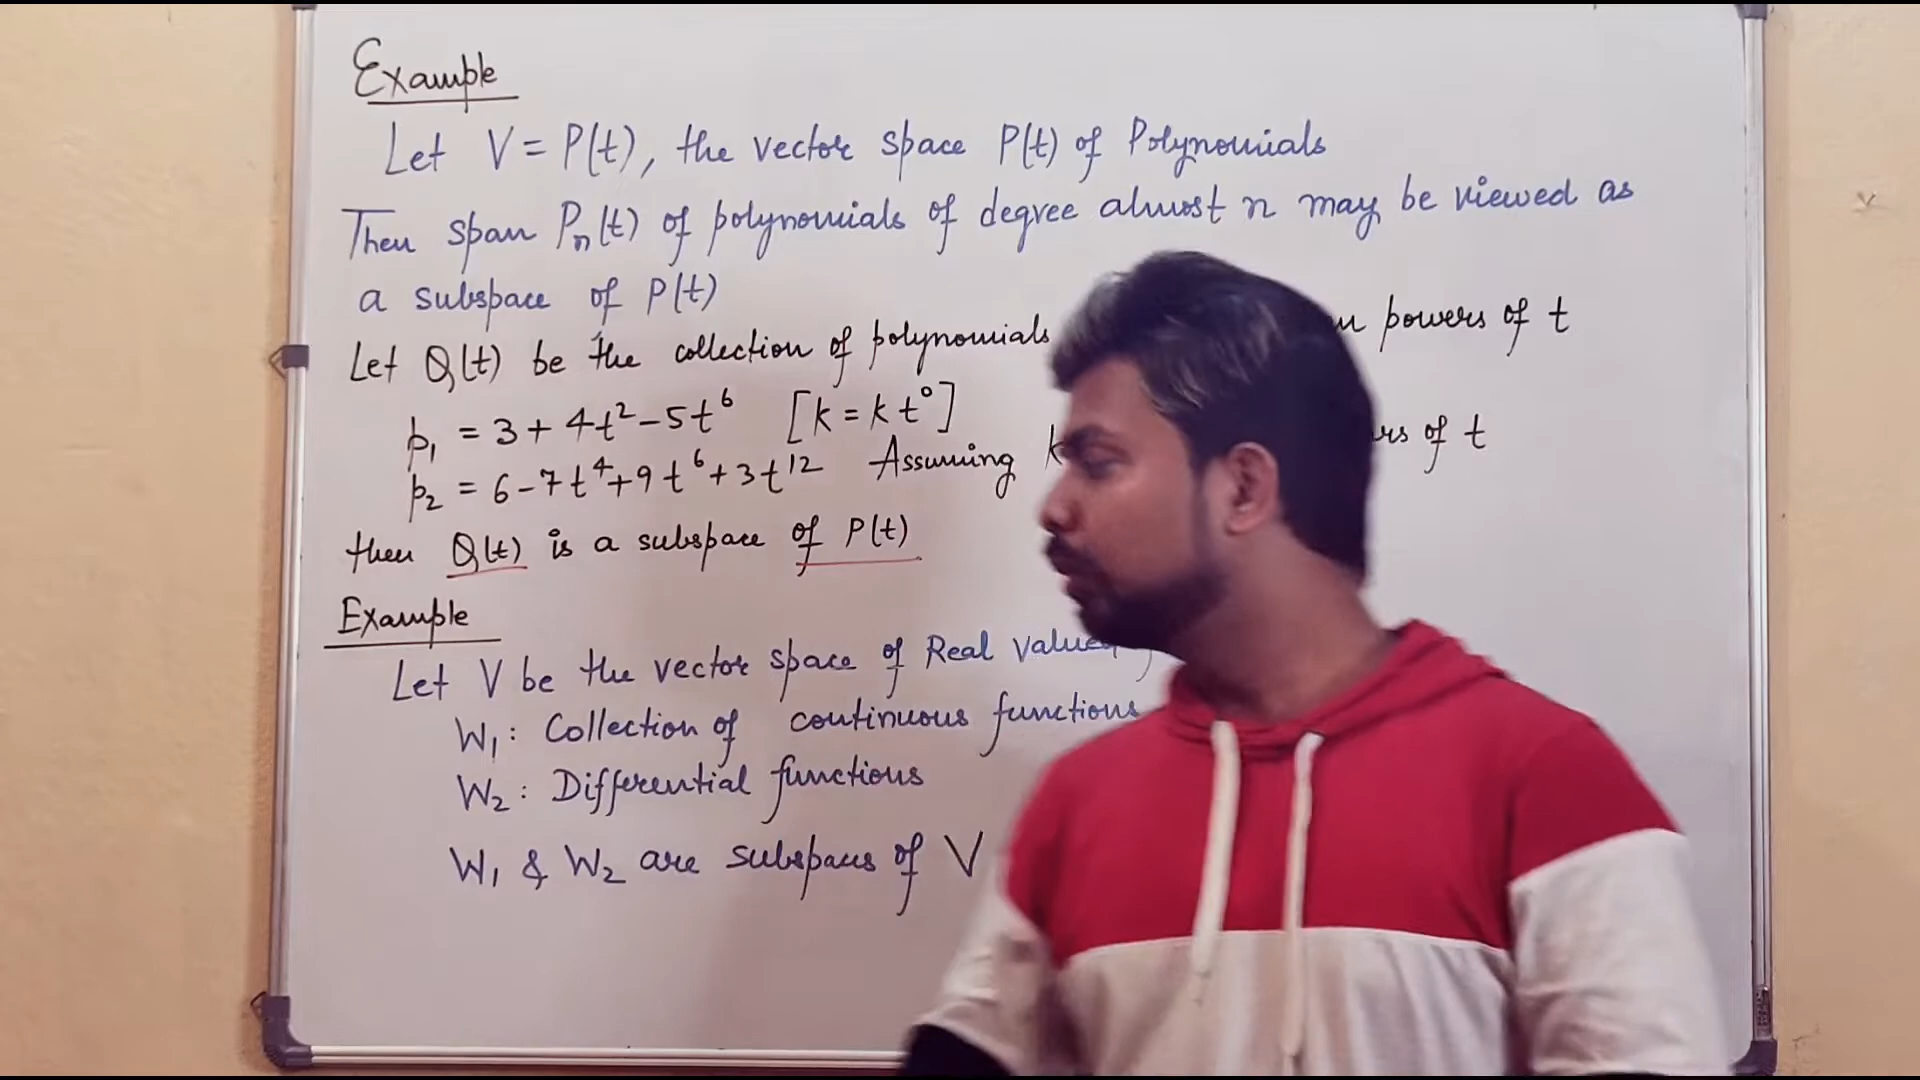 Example
Let V = P(t), the vector space P(t) of Polynomials
Then span Pₙ(t) of polynomials of degree almost n may be viewed as
a subspace of P(t)
Let Q(t) be the collection of polynomials powers of t
p₁ = 3 + 4t² - 5t⁶ [k = k t⁰]
p₂ = 6 - 7t⁴ + 9t⁶ + 3t¹² Assuming of t
then Q(t) is a subspace of P(t)
Example
Let V be the vector space of Real valued
W₁ : Collection of continuous functions
W₂ : Differential functions
W₁ & W₂ are subspaces of V